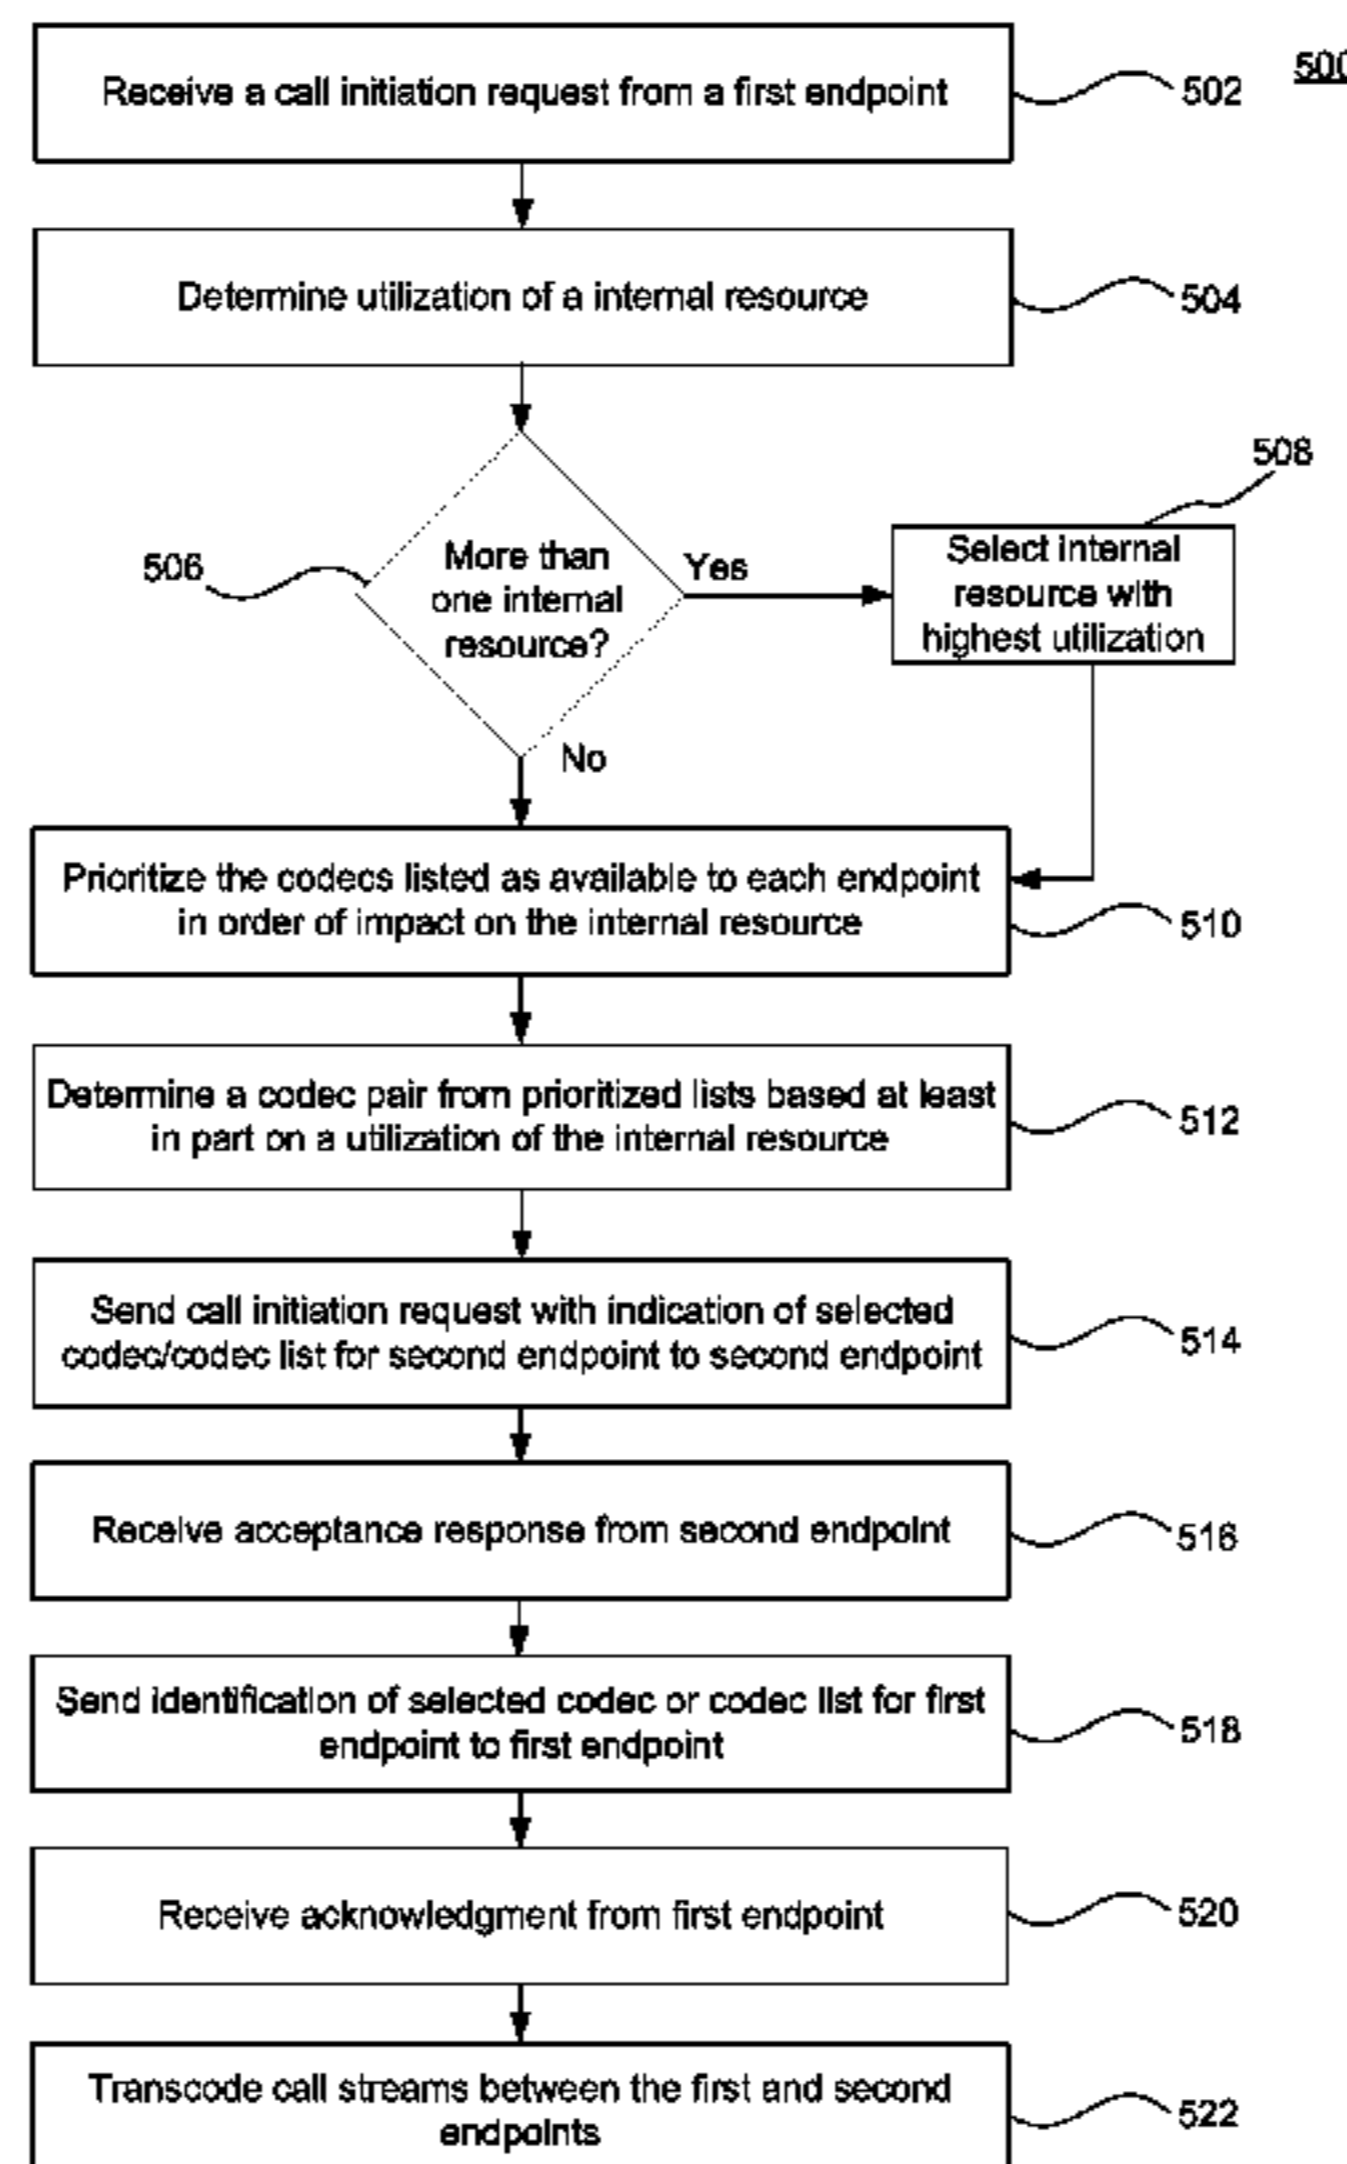 500
Receive a call initiation request from a first endpoint
502
Determine utilization of a internal resource
504
508
506
More than
one internal
resource?
Yes
Select internal
resource with
highest utilization
No
Prioritize the codecs listed as available to each endpoint
in order of impact on the internal resource
510
Determine a codec pair from prioritized lists based at least
in part on a utilization of the internal resource
512
Send call initiation request with indication of selected
codec/codec list for second endpoint to second endpoint
514
Receive acceptance response from second endpoint
516
Send identification of selected codec or codec list for first
endpoint to first endpoint
518
Receive acknowledgment from first endpoint
520
Transcode call streams between the first and second
endpoints
522